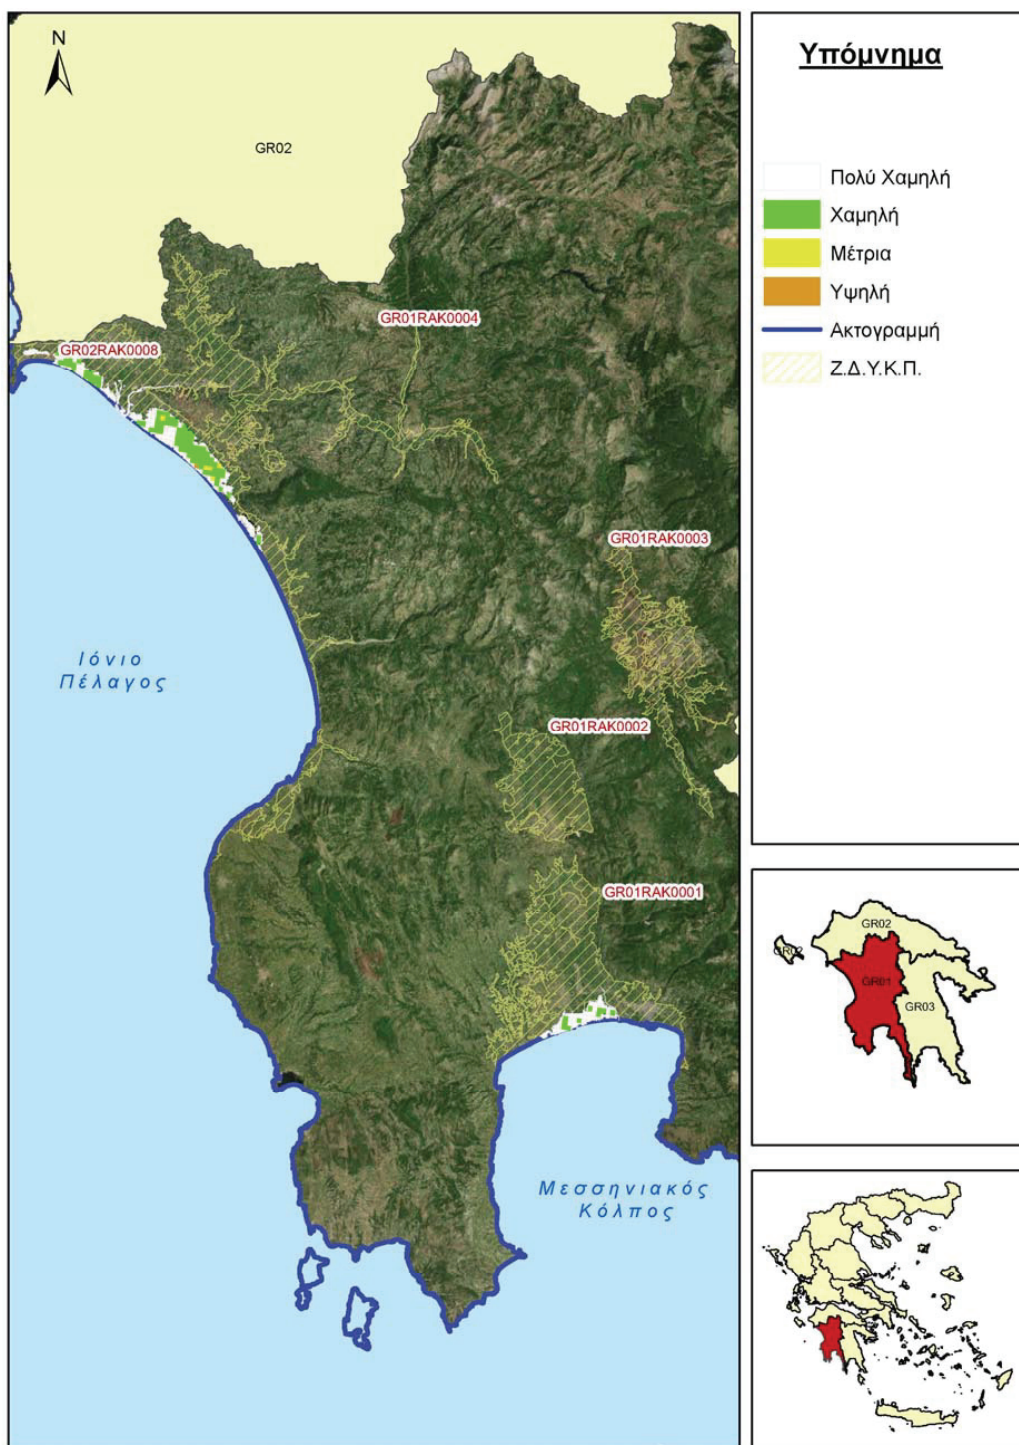 N
GR02
GR01RAK0004
GR02RAK0008
GR01RAK0003
Ιόνιο
Πέλαγος
GR01RAK0002
GR01RAK0001
Μεσσηνιακός
Κόλπος
Υπόμνημα
Πολύ Χαμηλή
Χαμηλή
Μέτρια
Υψηλή
Ακτογραμμή
Ζ.Δ.Υ.Κ.Π.
GR02
GR02
GR01
GR03